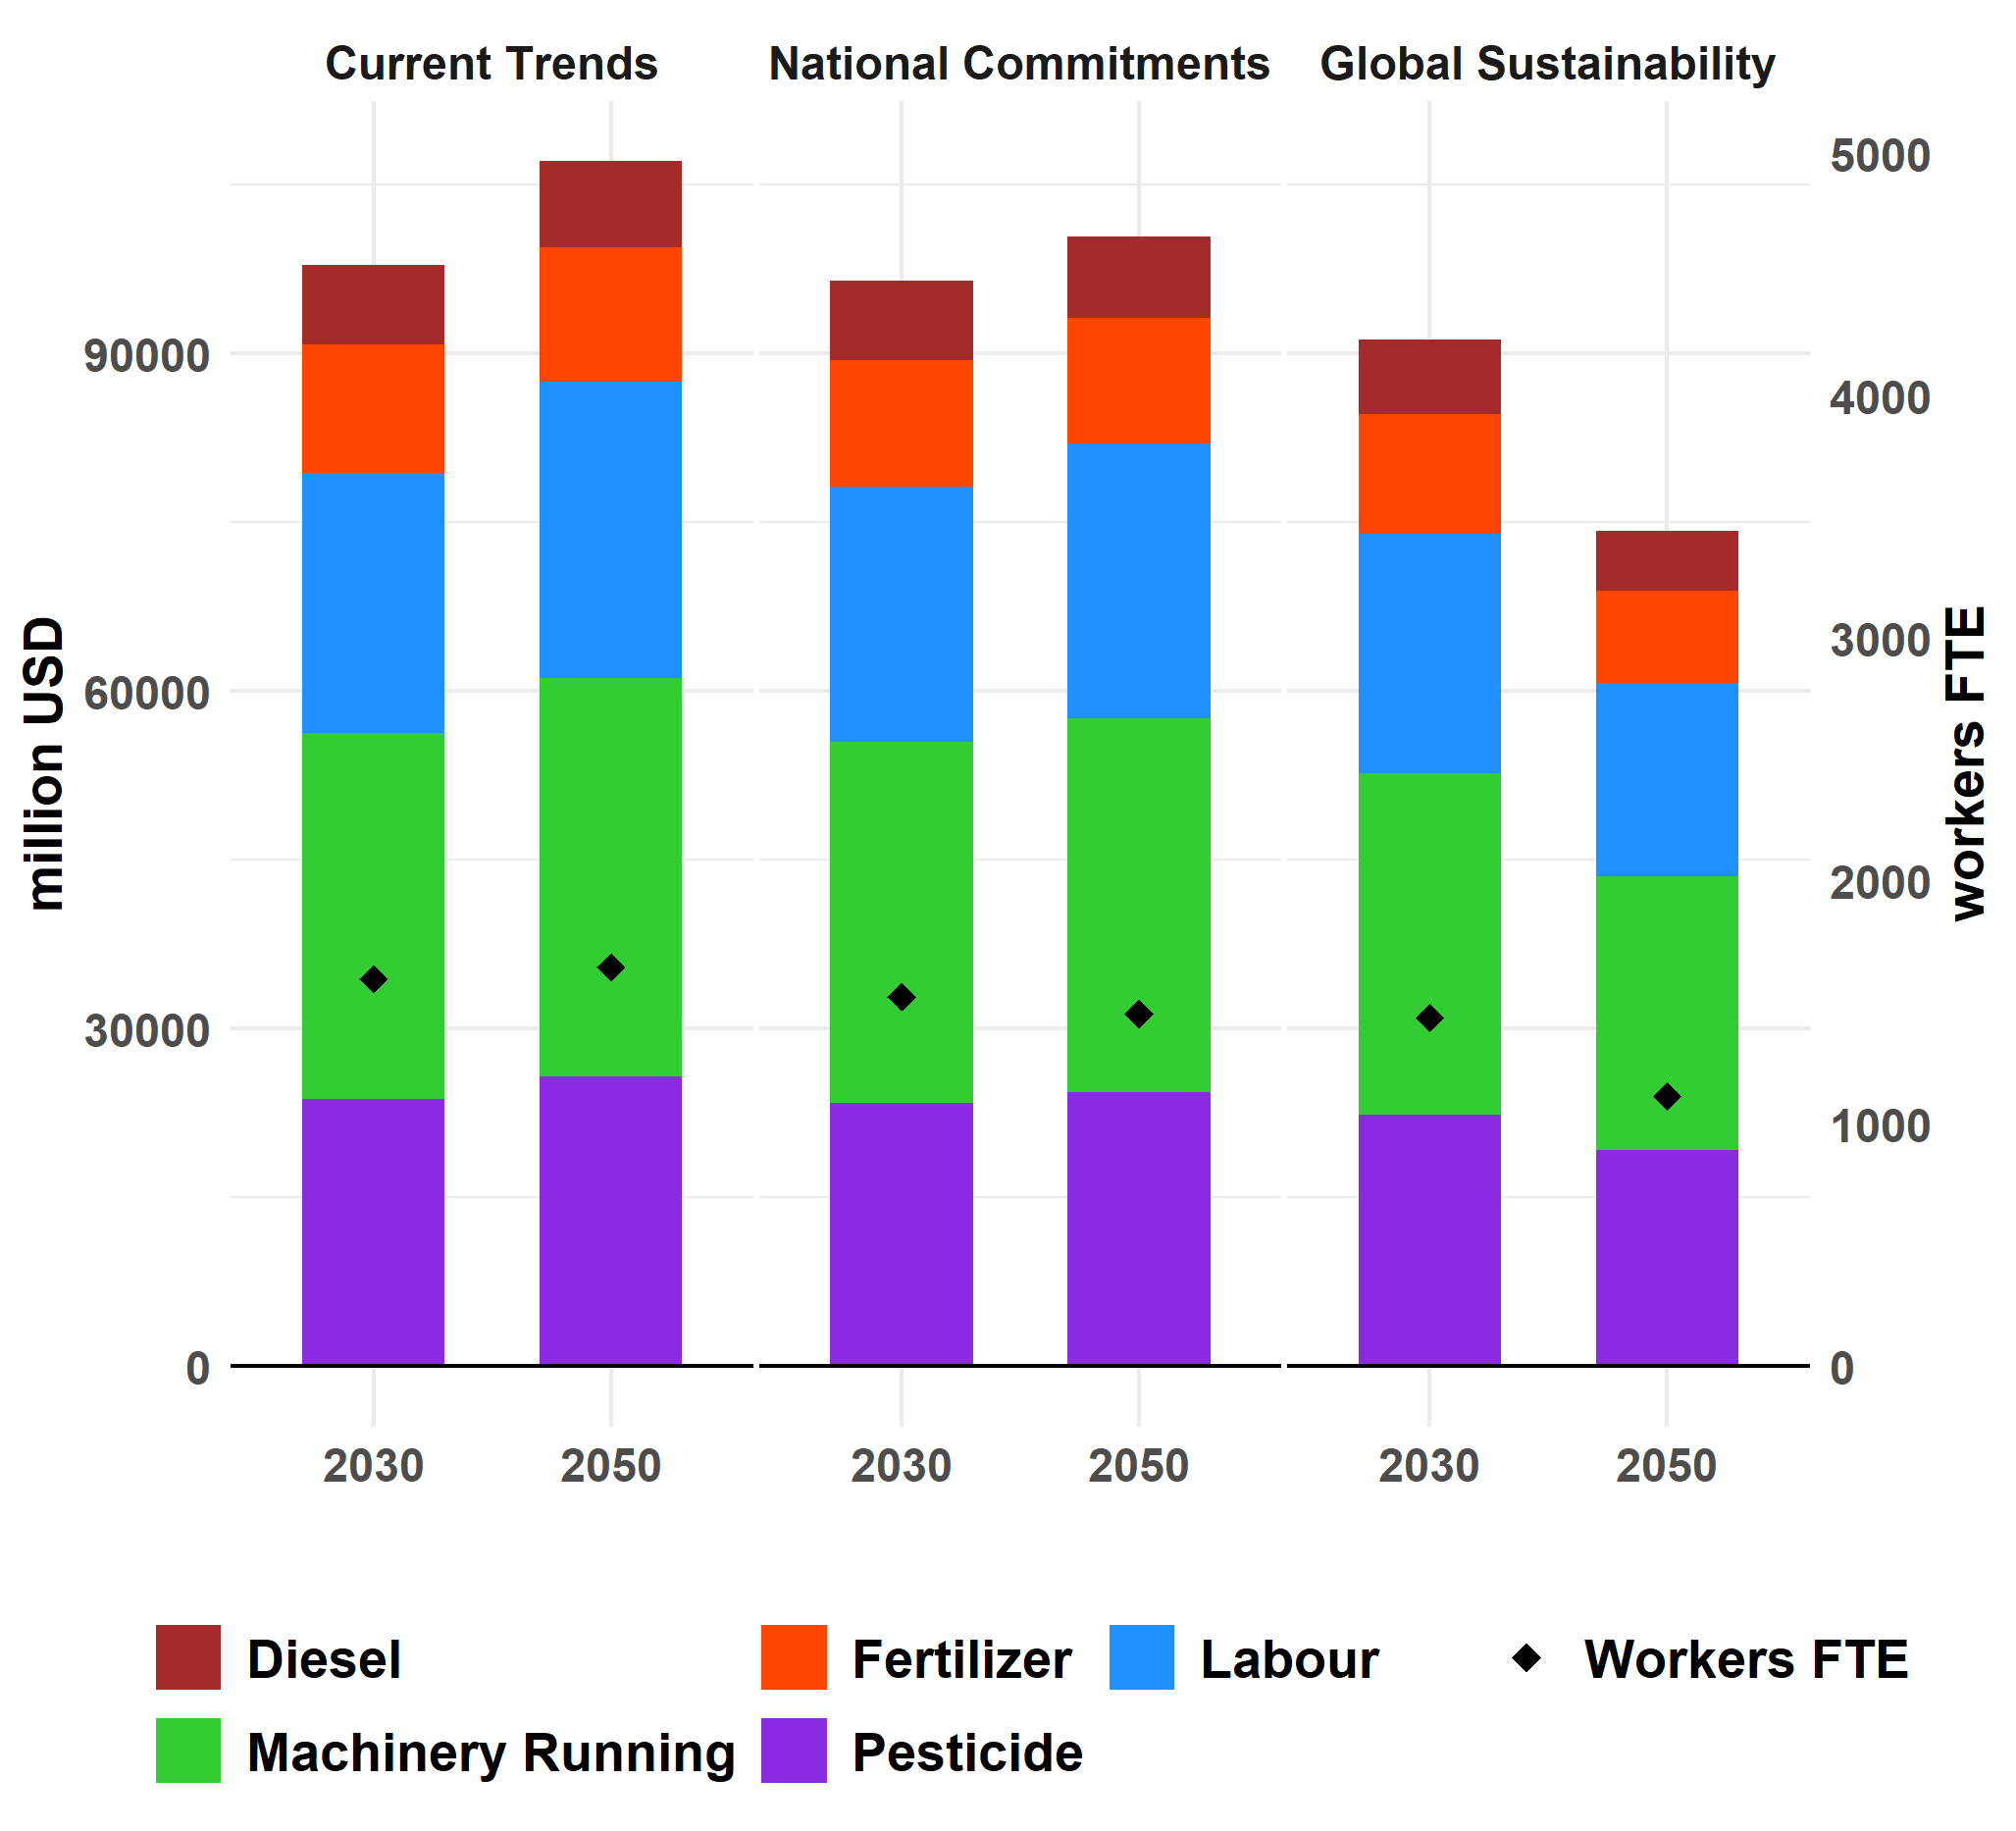 Current Trends
National Commitments
Global Sustainability
million USD
90000
60000
30000
0
5000
4000
3000
2000
1000
0
workers FTE
2030
2050
2030
2050
2030
2050
Diesel
Fertilizer
Labour
Workers FTE
Machinery Running
Pesticide